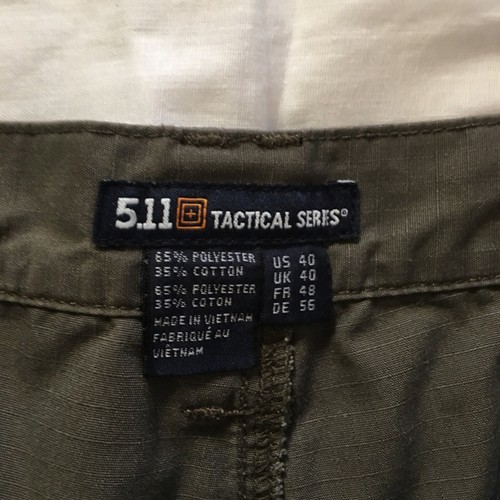 5.11 TACTICAL SERIES®
65% POLYESTER
35% COTTON
65% POLYESTER
35% COTON
MADE IN VIETNAM
FABRIQUÉ AU
VIÊTNAM
US 40
UK 40
FR 48
DE 56